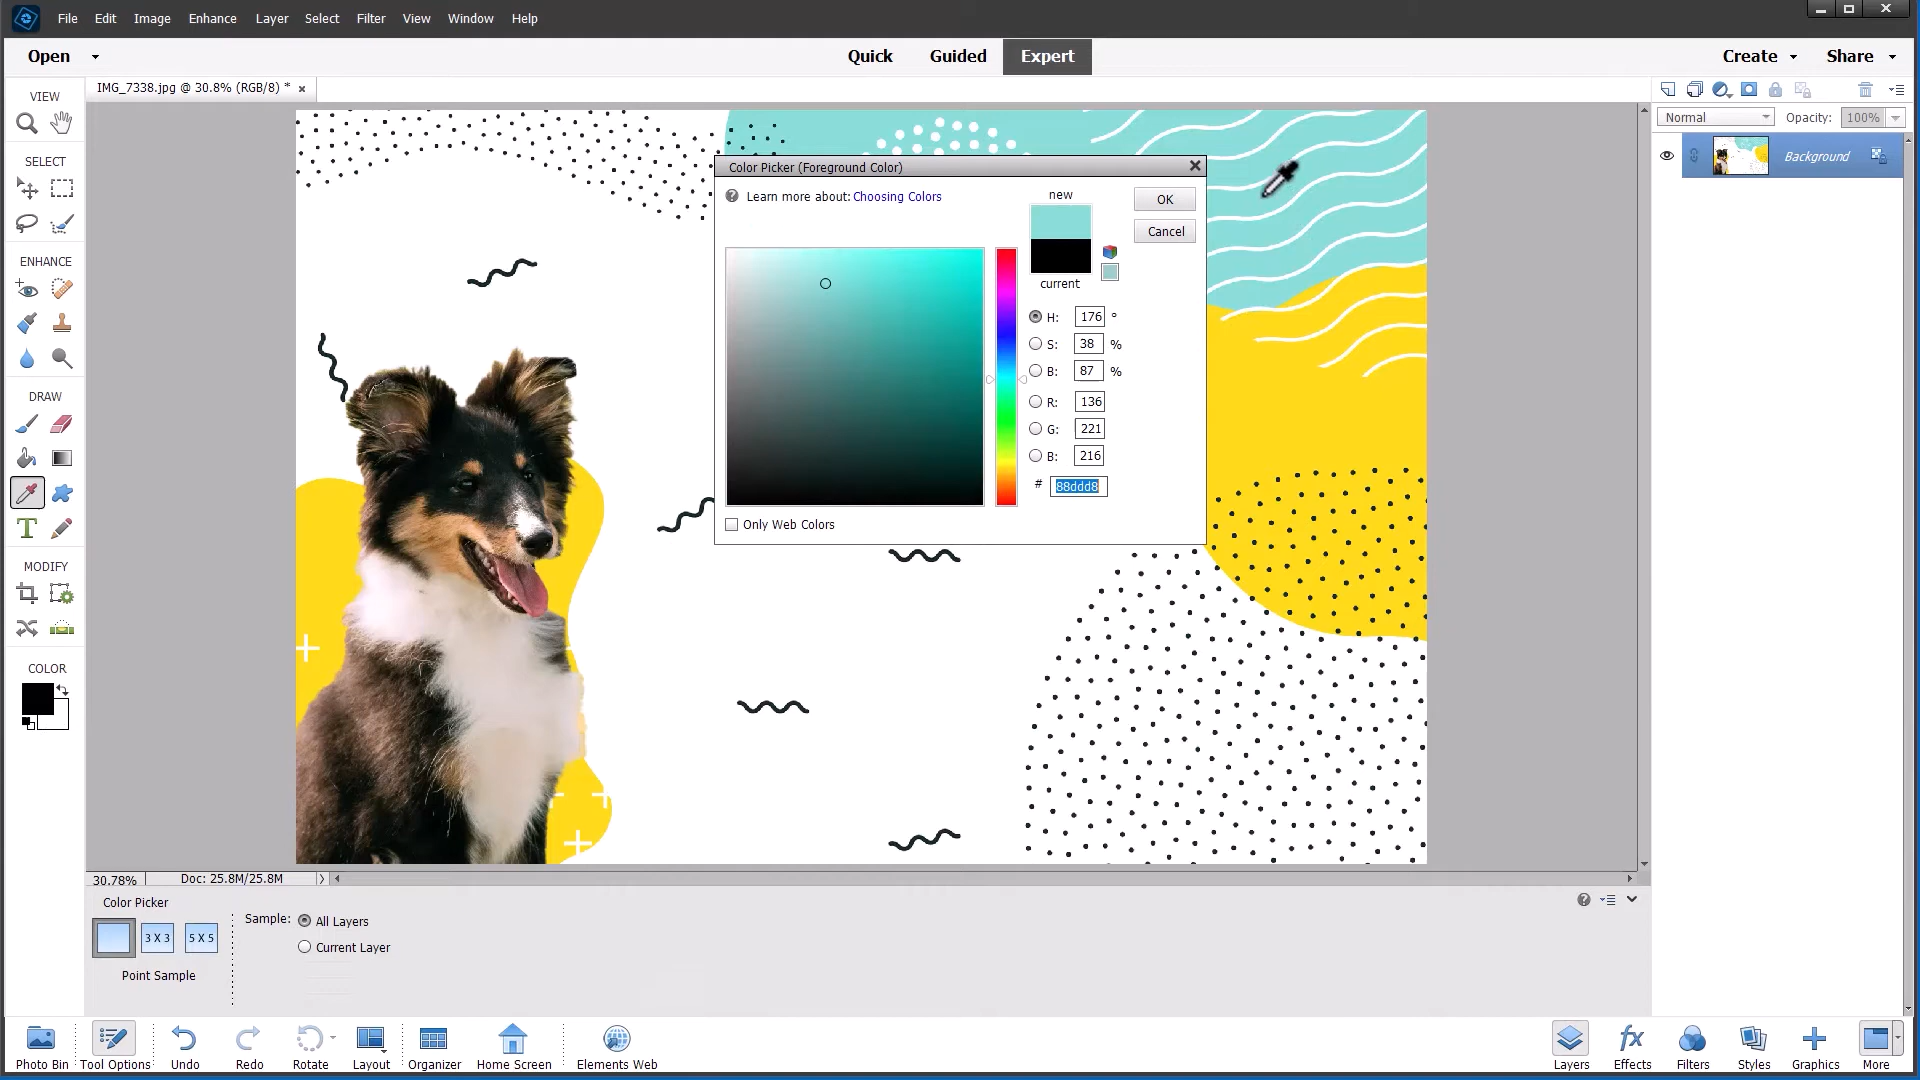 File Edit Image Enhance Layer Select Filter View Window Help
Open Quick Guided Expert Create Share
VIEW
IMG_7338.jpg @ 30.8% (RGB/8) * ×
Normal Opacity: 100%
Background
SELECT
ENHANCE
DRAW
T
MODIFY
COLOR
Color Picker (Foreground Color)
Learn more about: Choosing Colors
new
OK
Cancel
current
H: 176 °
S: 38 %
B: 87 %
R: 136
G: 221
B: 216
# 88ddd8
Only Web Colors
30.78% Doc: 25.8M/25.8M
Color Picker
3 X 3 5 X 5
Point Sample
Sample: All Layers
Current Layer
Photo Bin Tool Options Undo Redo Rotate Layout Organizer Home Screen Elements Web
fx
Layers Effects Filters Styles Graphics More